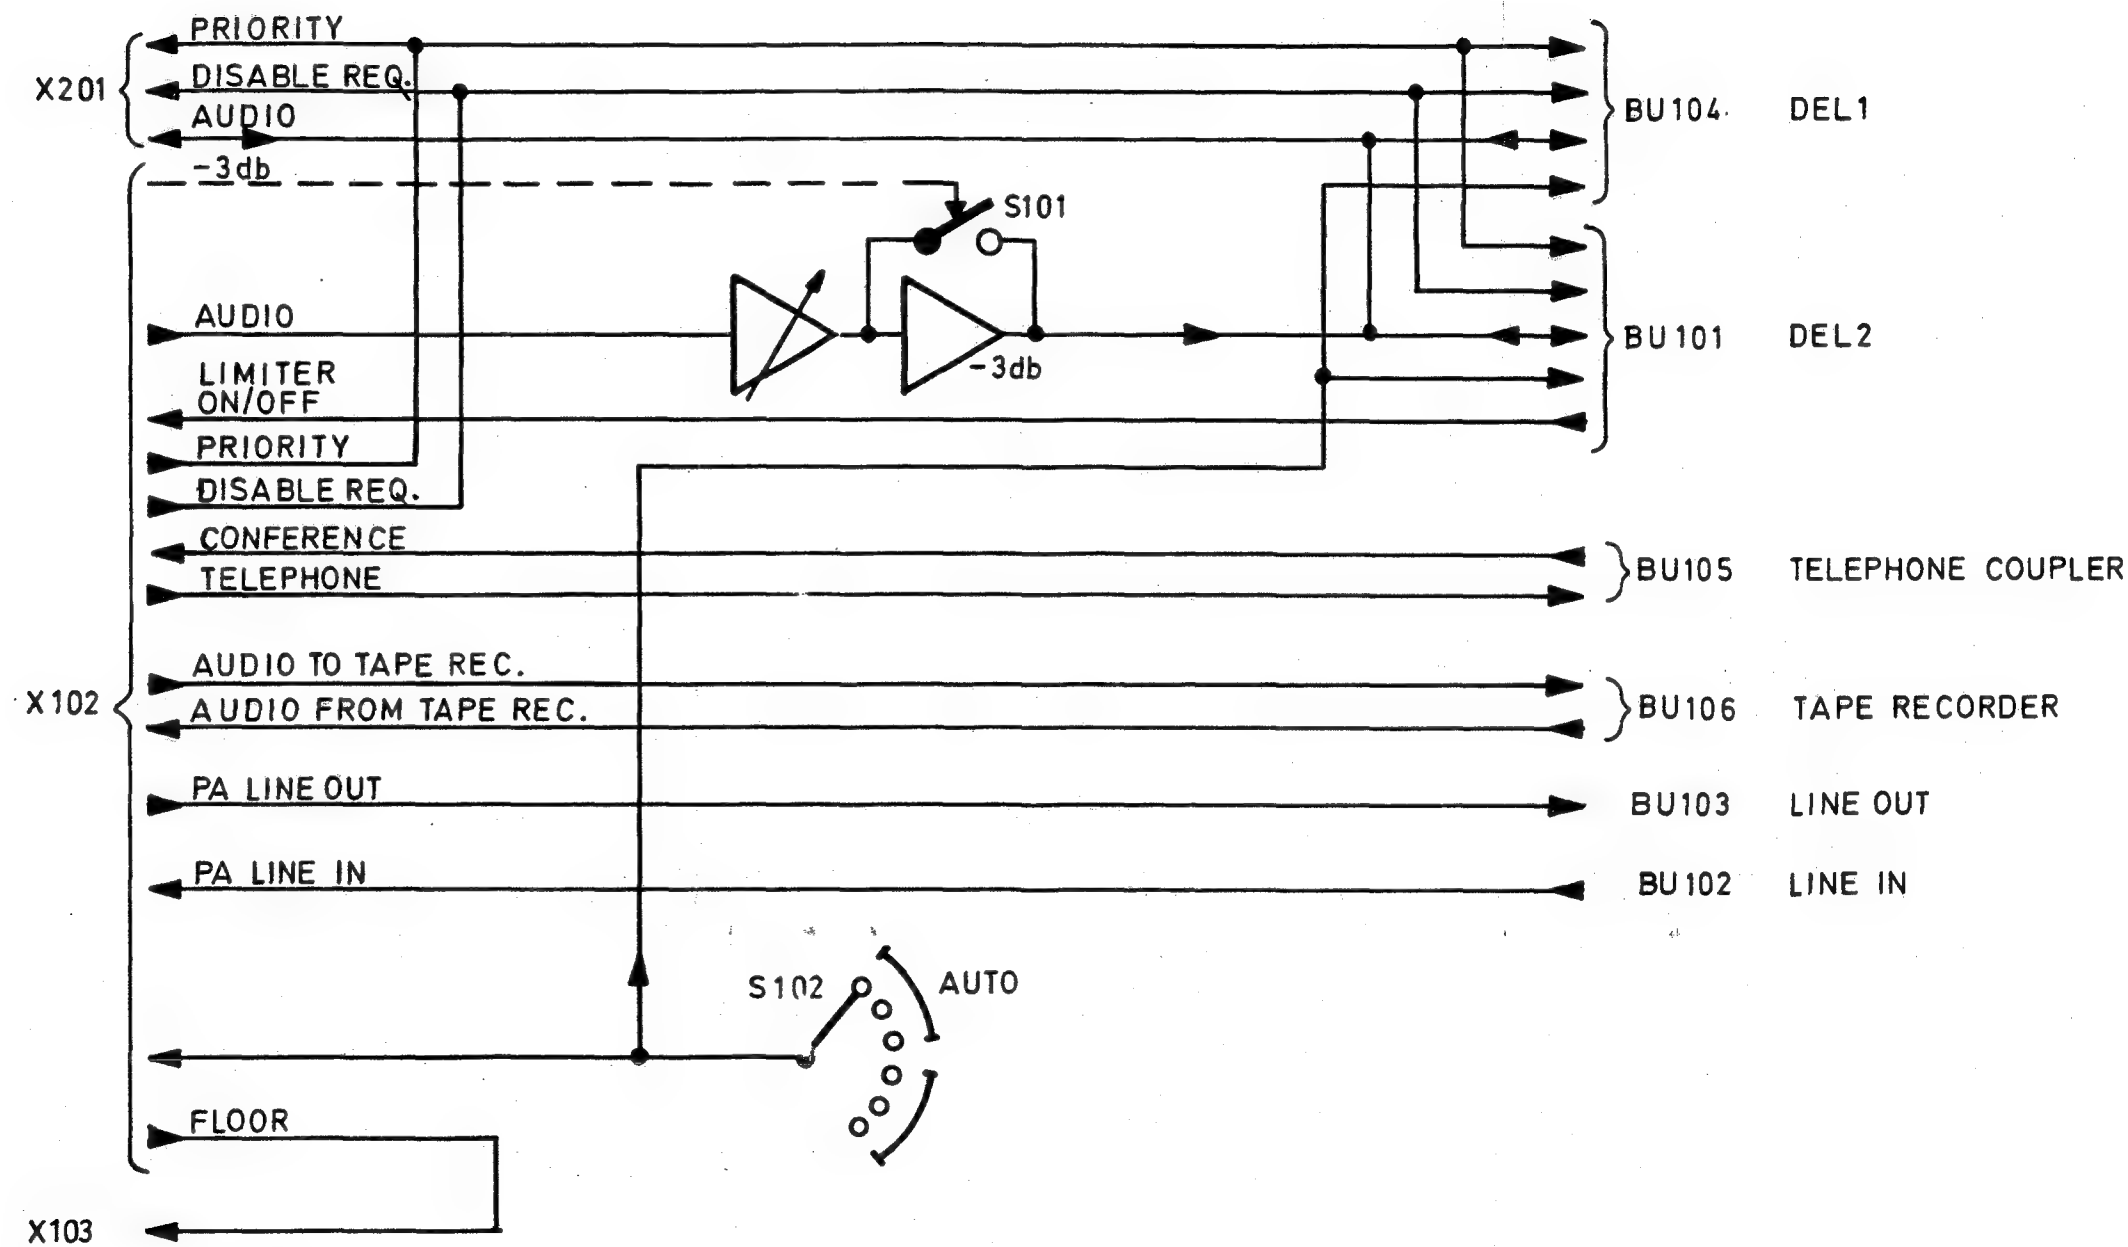 PRIORITY
X201
DISABLE REQ.
AUDIO
BU104
DEL1
-3db
S101
AUDIO
-3db
BU101
DEL2
LIMITER
ON/OFF
PRIORITY
DISABLE REQ.
CONFERENCE
TELEPHONE
BU105
TELEPHONE COUPLER
AUDIO TO TAPE REC.
X102
AUDIO FROM TAPE REC.
BU106
TAPE RECORDER
PA LINE OUT
BU103
LINE OUT
PA LINE IN
BU102
LINE IN
S102
AUTO
FLOOR
X103